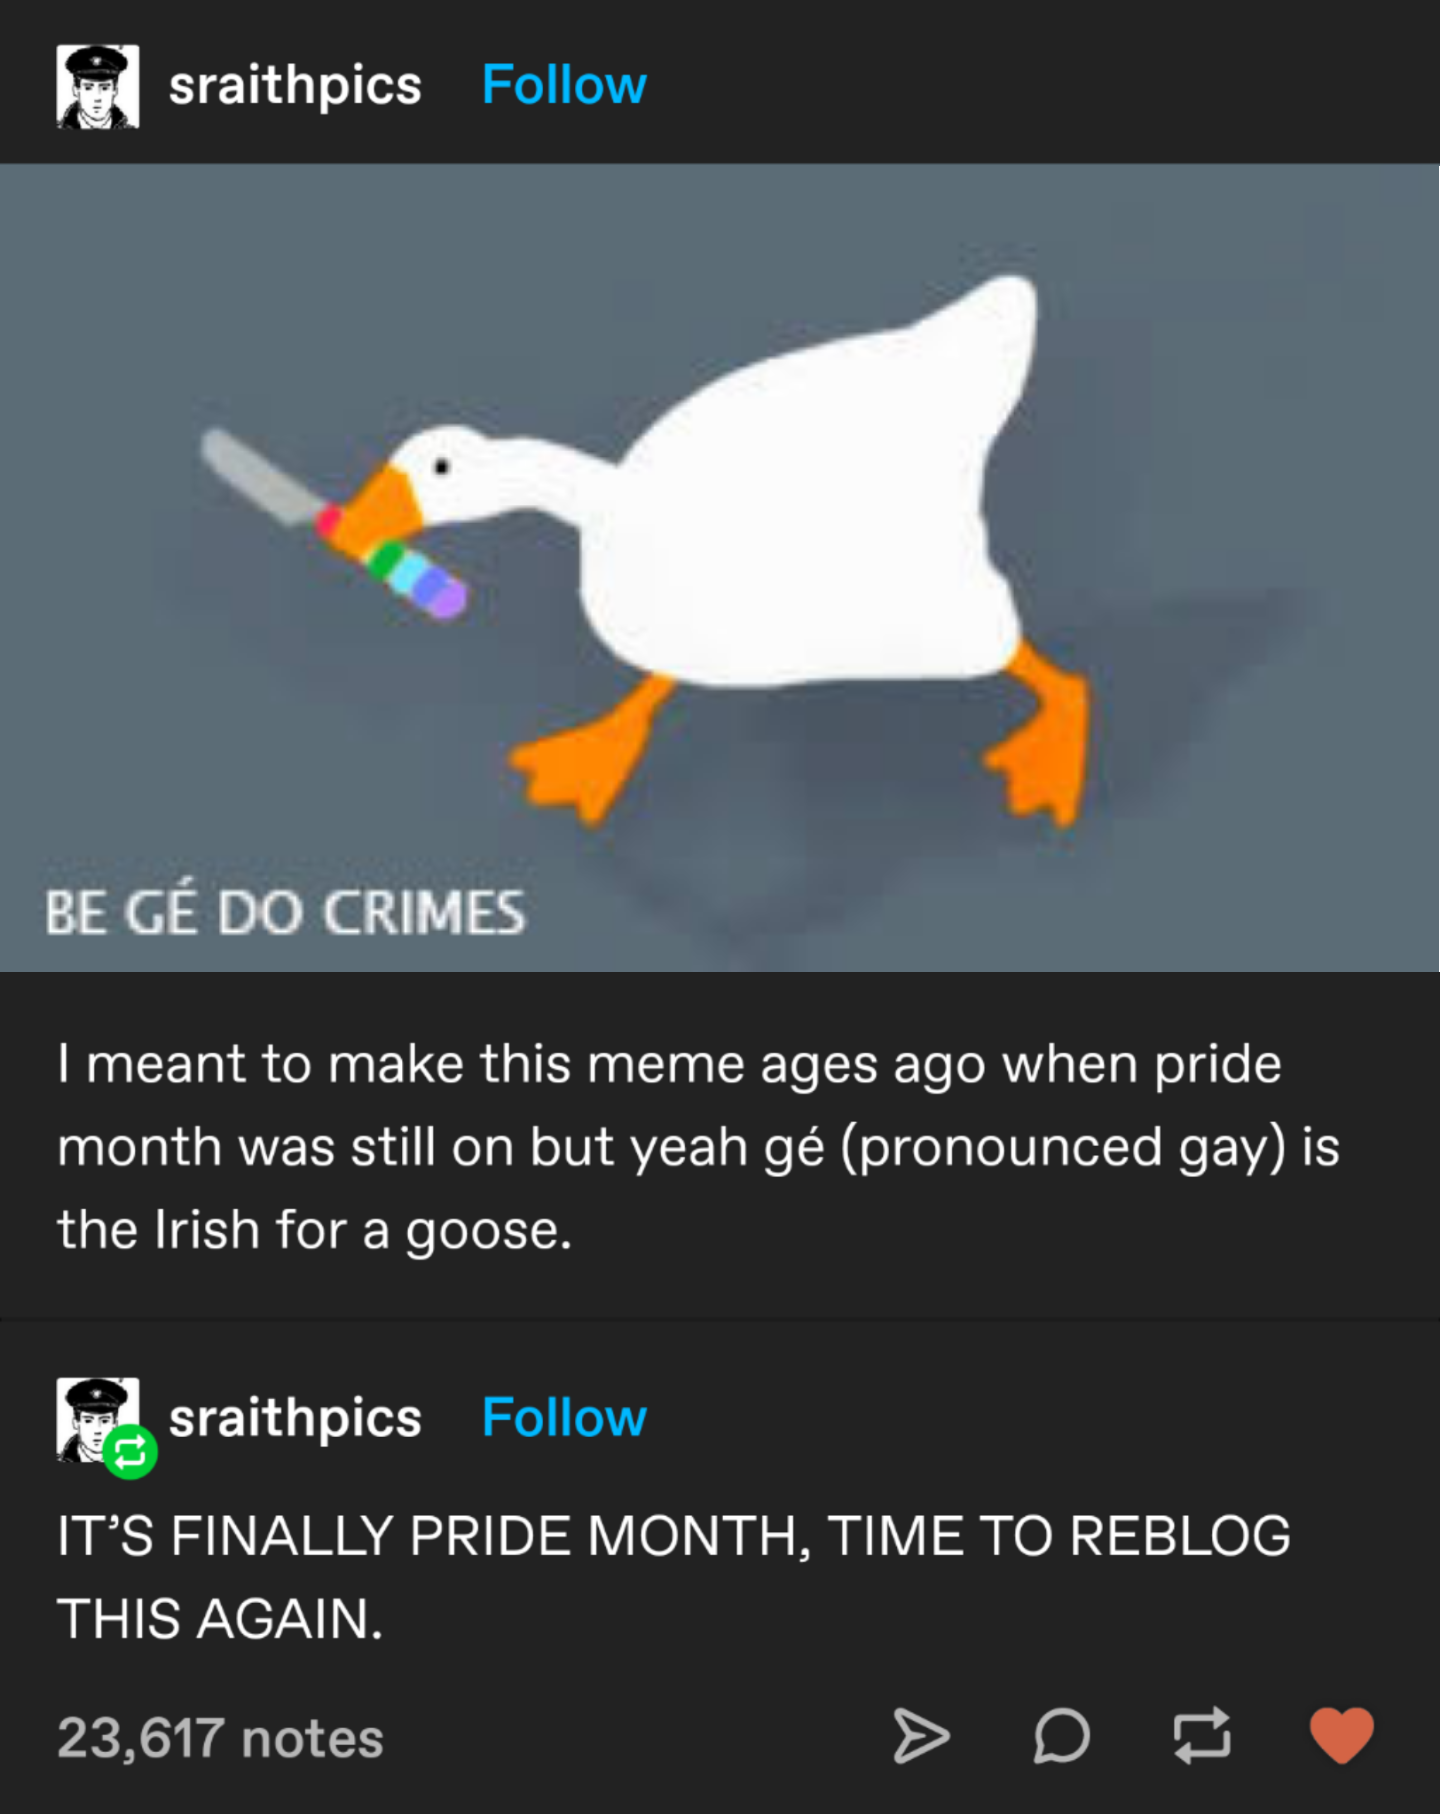 sraithpics Follow
BE GÉ DO CRIMES
I meant to make this meme ages ago when pride
month was still on but yeah gé (pronounced gay) is
the Irish for a goose.
sraithpics Follow
IT’S FINALLY PRIDE MONTH, TIME TO REBLOG
THIS AGAIN.
23,617 notes